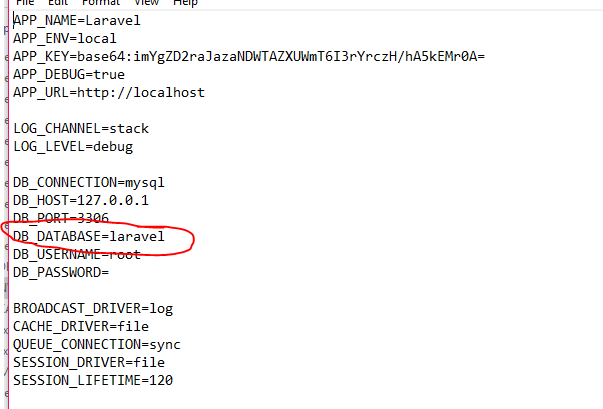 File Edit Format View Help
APP_NAME=Laravel
APP_ENV=local
APP_KEY=base64:imYgZD2raJazaNDWTAZXUWmT6I3rYrczH/hA5kEMr0A=
APP_DEBUG=true
APP_URL=http://localhost
LOG_CHANNEL=stack
LOG_LEVEL=debug
DB_CONNECTION=mysql
DB_HOST=127.0.0.1
DB_PORT=3306
DB_DATABASE=laravel
DB_USERNAME=root
DB_PASSWORD=
BROADCAST_DRIVER=log
CACHE_DRIVER=file
QUEUE_CONNECTION=sync
SESSION_DRIVER=file
SESSION_LIFETIME=120